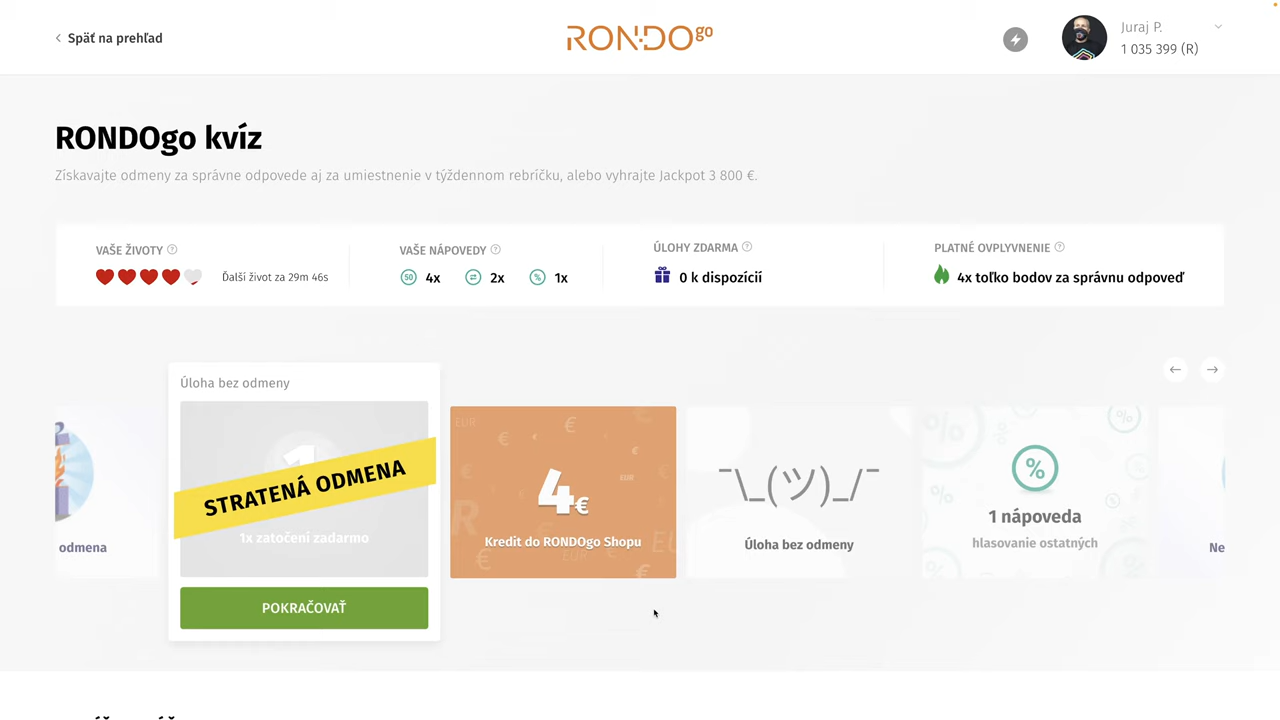 Späť na prehľad
RONDOgo
Juraj P.
1 035 399 (R)
RONDOgo kvíz
Získavajte odmeny za správne odpovede aj za umiestnenie v týždennom rebríčku, alebo vyhrajte Jackpot 3 800 €.
VAŠE ŽIVOTY
Ďalší život za 29m 46s
VAŠE NÁPOVEDY
50 4x 2x % 1x
ÚLOHY ZDARMA
0 k dispozícií
PLATNÉ OVPLYVNENIE
4x toľko bodov za správnu odpoveď
odmena
Úloha bez odmeny
STRATENÁ ODMENA
1x zatočení zadarmo
POKRAČOVAŤ
4€
Kredit do RONDOgo Shopu
¯\_(ツ)_/¯
Úloha bez odmeny
%
1 nápoveda
hlasovanie ostatných
Ne